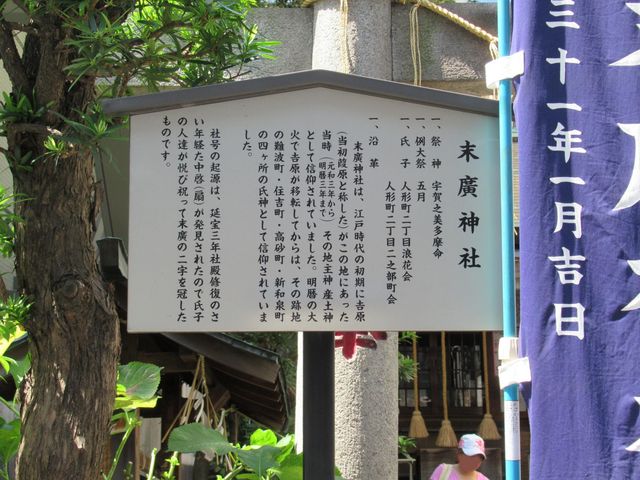 末廣神社
一、祭神 宇賀之美多摩命
一、例大祭 五月
一、氏子 人形町二丁目浪花会
人形町二丁目二之部町会
一、沿革
末廣神社は、江戸時代の初期に吉原
(当初葭原と称した)がこの地にあった
当時(元和三年から明暦三年まで)その地主神 産土神
として信仰されていました。明暦の大
火で吉原が移転してからは、その跡地
の難波町・住吉町・高砂町・新和泉町
の四ヶ所の氏神として信仰されていま
した。
社号の起源は、延宝三年社殿修復のさ
い年経た中啓(扇)が発見されたので氏子
の人達が悦び祝って末廣の二字を冠した
ものです。
三十一年一月吉日